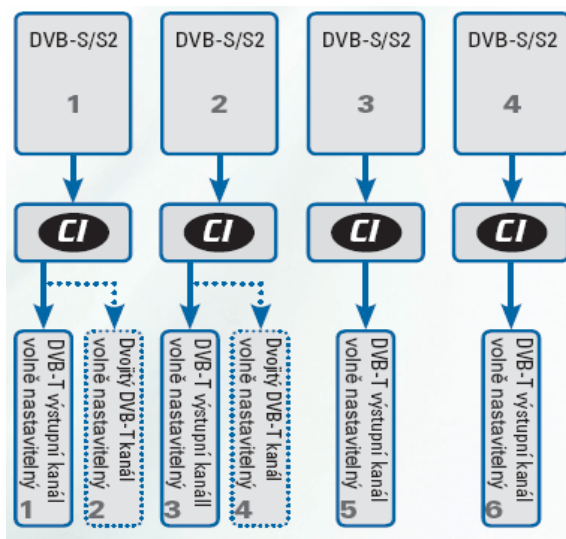 DVB-S/S2
1
DVB-S/S2
2
DVB-S/S2
3
DVB-S/S2
4
CI
CI
CI
CI
DVB-T výstupní kanál
volně nastavitelný
1
Dvojitý DVB-T kanál
volně nastavitelný
2
DVB-T výstupní kanáll
volně nastavitelný
3
Dvojitý DVB-T kanál
volně nastavitelný
4
DVB-T výstupní kanál
volně nastavitelný
5
DVB-T výstupní kanál
volně nastavitelný
6